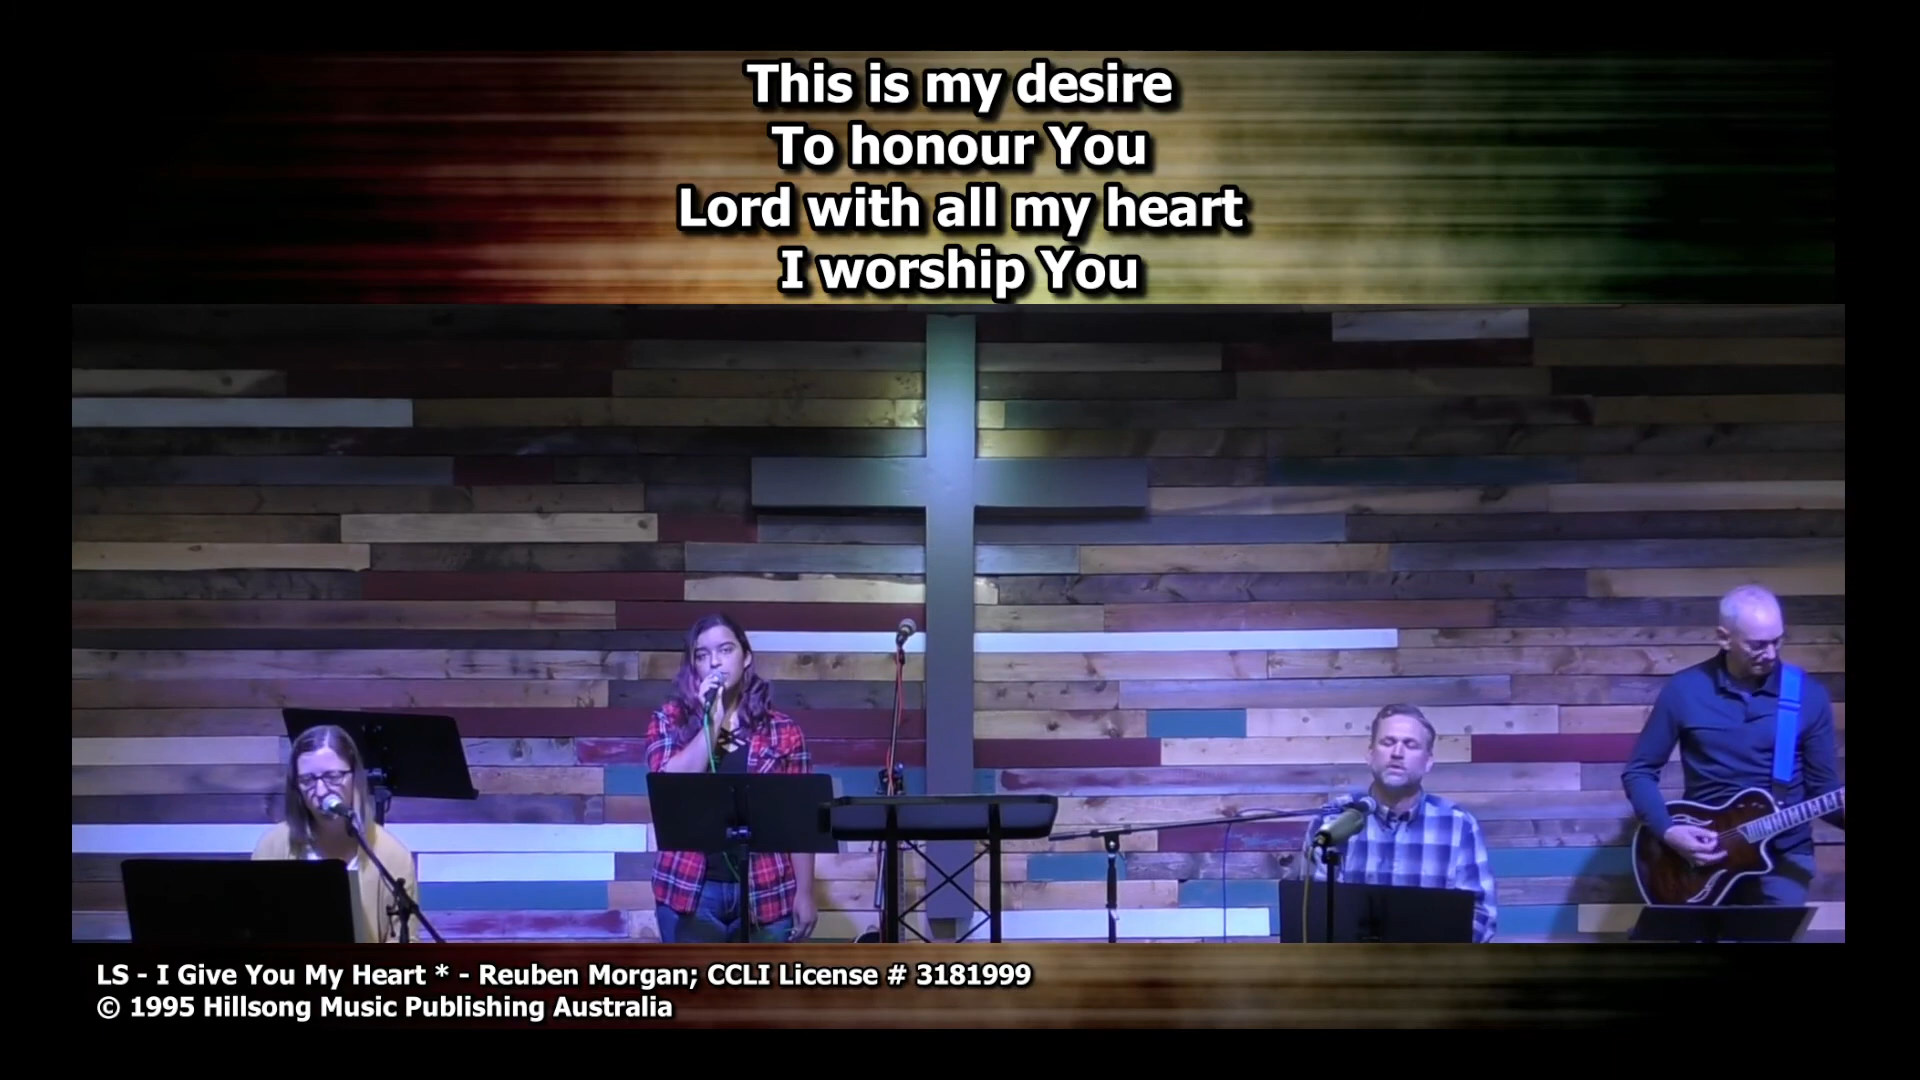 This is my desire
To honour You
Lord with all my heart
I worship You
LS - I Give You My Heart * - Reuben Morgan; CCLI License # 3181999
© 1995 Hillsong Music Publishing Australia